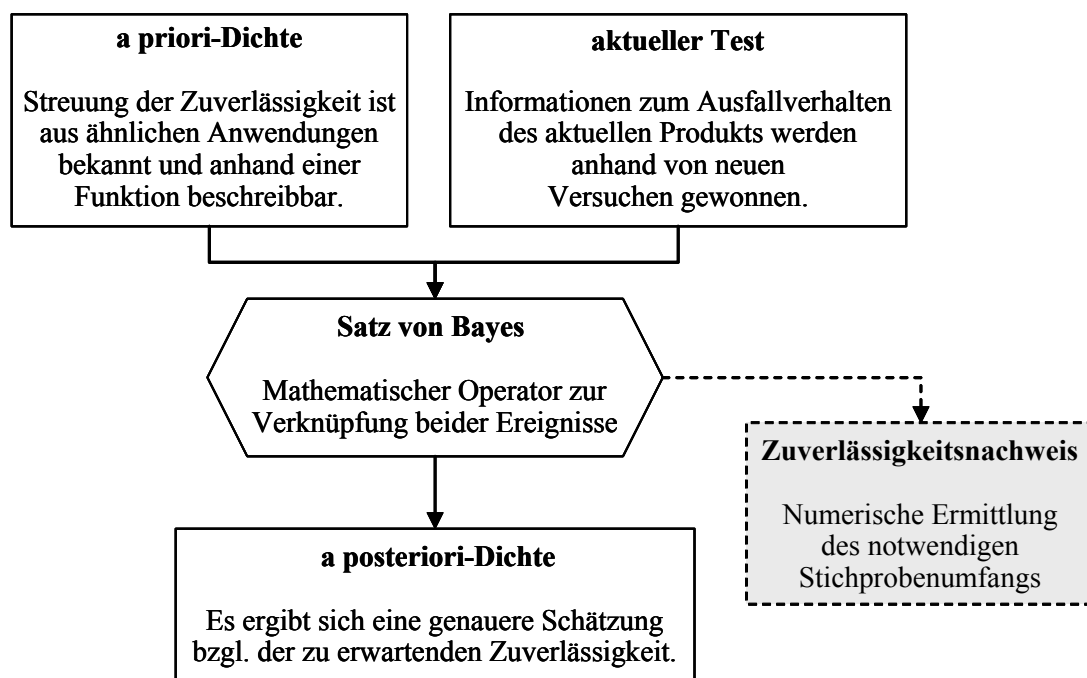 a priori-Dichte
Streuung der Zuverlässigkeit ist
aus ähnlichen Anwendungen
bekannt und anhand einer
Funktion beschreibbar.
aktueller Test
Informationen zum Ausfallverhalten
des aktuellen Produkts werden
anhand von neuen
Versuchen gewonnen.
Satz von Bayes
Mathematischer Operator zur
Verknüpfung beider Ereignisse
Zuverlässigkeitsnachweis
Numerische Ermittlung
des notwendigen
Stichprobenumfangs
a posteriori-Dichte
Es ergibt sich eine genauere Schätzung
bzgl. der zu erwartenden Zuverlässigkeit.